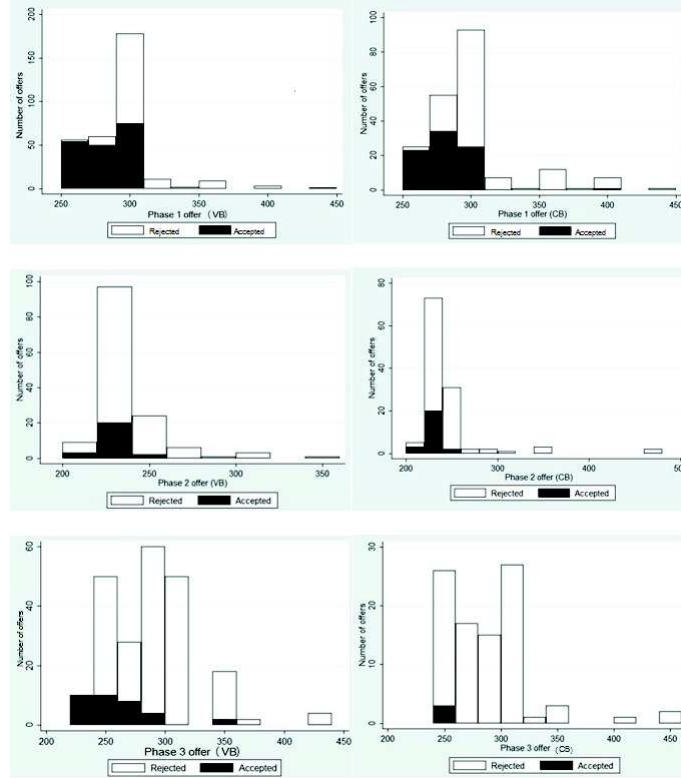 Number of offers
200
150
100
50
0
250 300 350 400 450
Phase 1 offer (VB)
Rejected Accepted
Number of offers
100
80
60
40
20
0
250 300 350 400 450
Phase 1 offer (CB)
Rejected Accepted
Number of offers
100
80
60
40
20
0
200 250 300 350
Phase 2 offer (VB)
Rejected Accepted
Number of offers
80
60
40
20
0
200 300 400 500
Phase 2 offer (CB)
Rejected Accepted
Number of offers
60
40
20
0
200 250 300 350 400 450
Phase 3 offer (VB)
Rejected Accepted
Number of offers
30
20
10
0
200 250 300 350 400 450
Phase 3 offer (CS)
Rejected Accepted